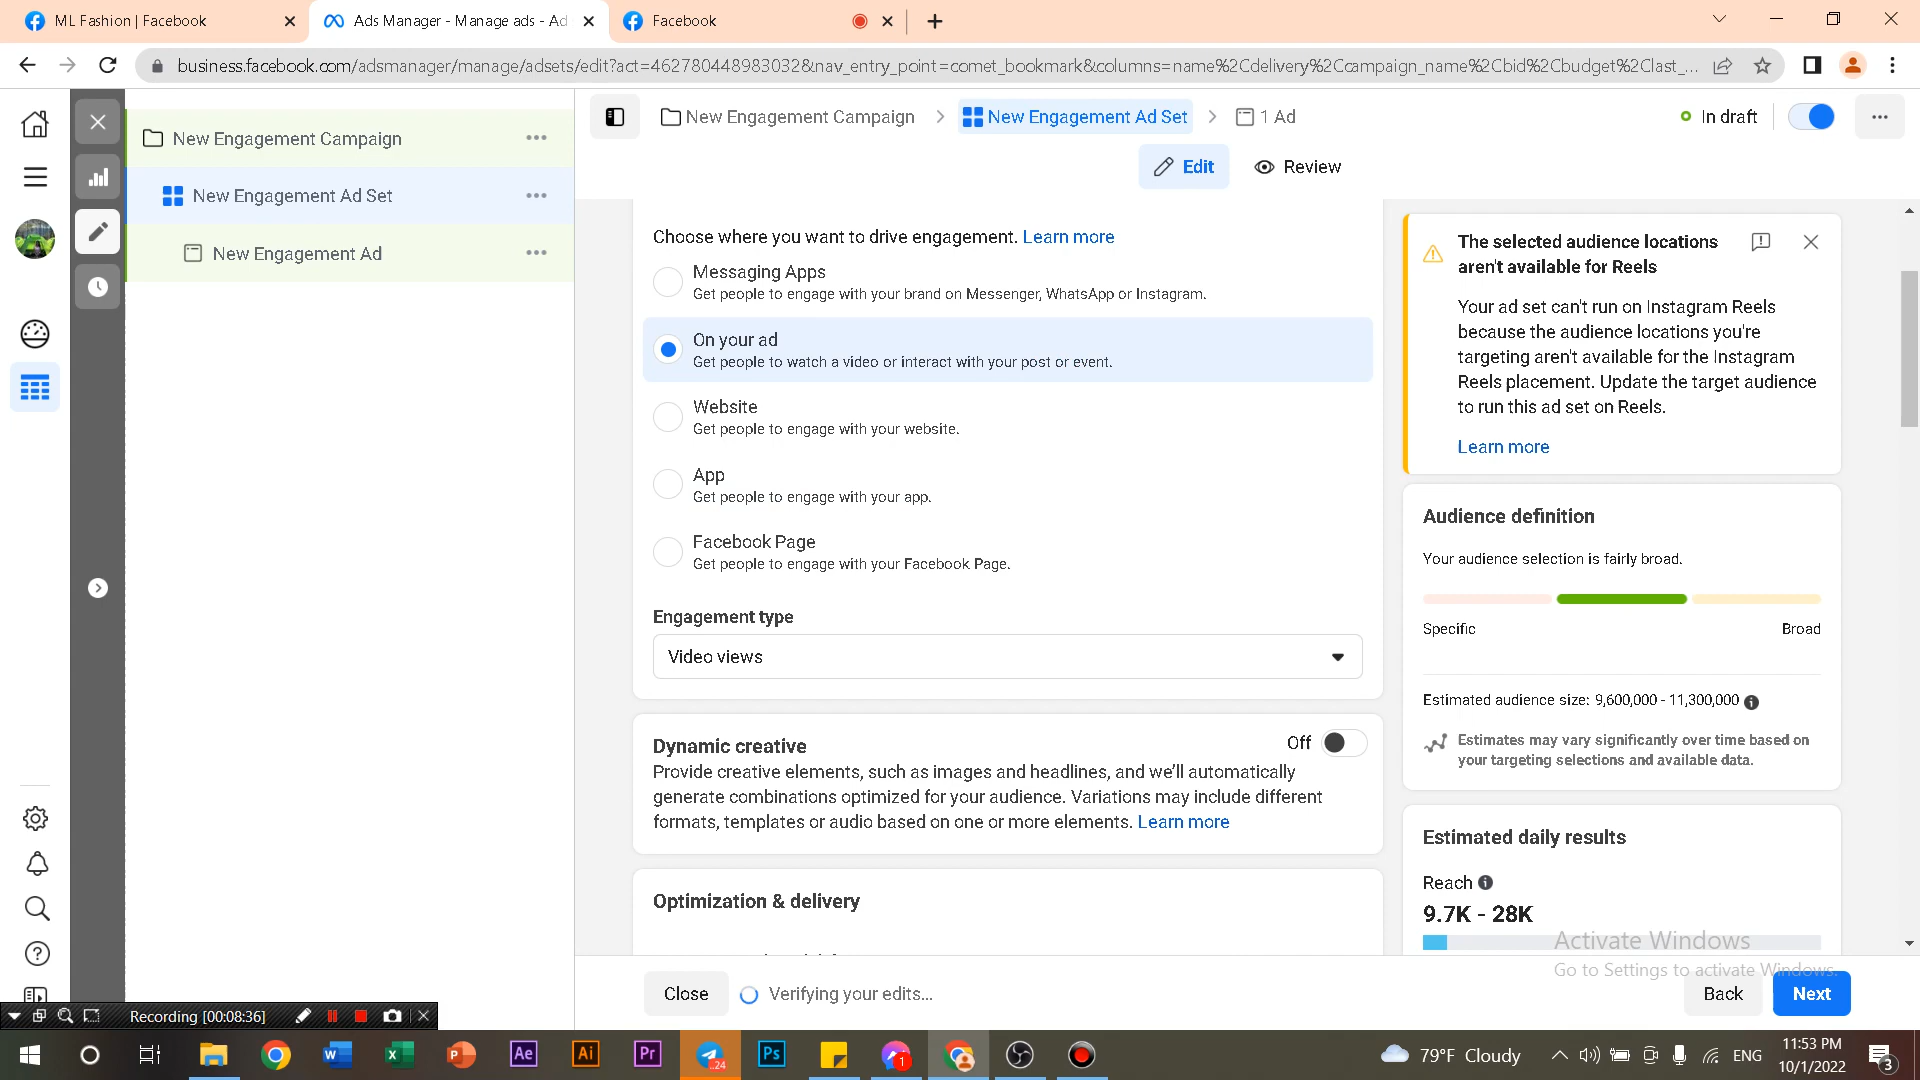 ML Fashion | Facebook
Ads Manager - Manage ads - Ad
Facebook
business.facebook.com/adsmanager/manage/adsets/edit?act=462780448983032&nav_entry_point=comet_bookmark&columns=name%2Cdelivery%2Ccampaign_name%2Cbid%2Cbudget%2Clast_...
New Engagement Campaign
New Engagement Ad Set
New Engagement Ad
New Engagement Campaign
New Engagement Ad Set
1 Ad
In draft
Edit
Review
Choose where you want to drive engagement. Learn more
Messaging Apps
Get people to engage with your brand on Messenger, WhatsApp or Instagram.
On your ad
Get people to watch a video or interact with your post or event.
Website
Get people to engage with your website.
App
Get people to engage with your app.
Facebook Page
Get people to engage with your Facebook Page.
Engagement type
Video views
Dynamic creative
Off
Provide creative elements, such as images and headlines, and we'll automatically
generate combinations optimized for your audience. Variations may include different
formats, templates or audio based on one or more elements. Learn more
Optimization & delivery
The selected audience locations
aren't available for Reels
Your ad set can't run on Instagram Reels
because the audience locations you're
targeting aren't available for the Instagram
Reels placement. Update the target audience
to run this ad set on Reels.
Learn more
Audience definition
Your audience selection is fairly broad.
Specific
Broad
Estimated audience size: 9,600,000 - 11,300,000
Estimates may vary significantly over time based on
your targeting selections and available data.
Estimated daily results
Reach
9.7K - 28K
Activate Windows
Go to Settings to activate Windows.
Close
Verifying your edits...
Back
Next
Recording [00:08:36]
79°F Cloudy
ENG
11:53 PM
10/1/2022
3
24
1
W
X
P
Ae
Ai
Pr
Ps